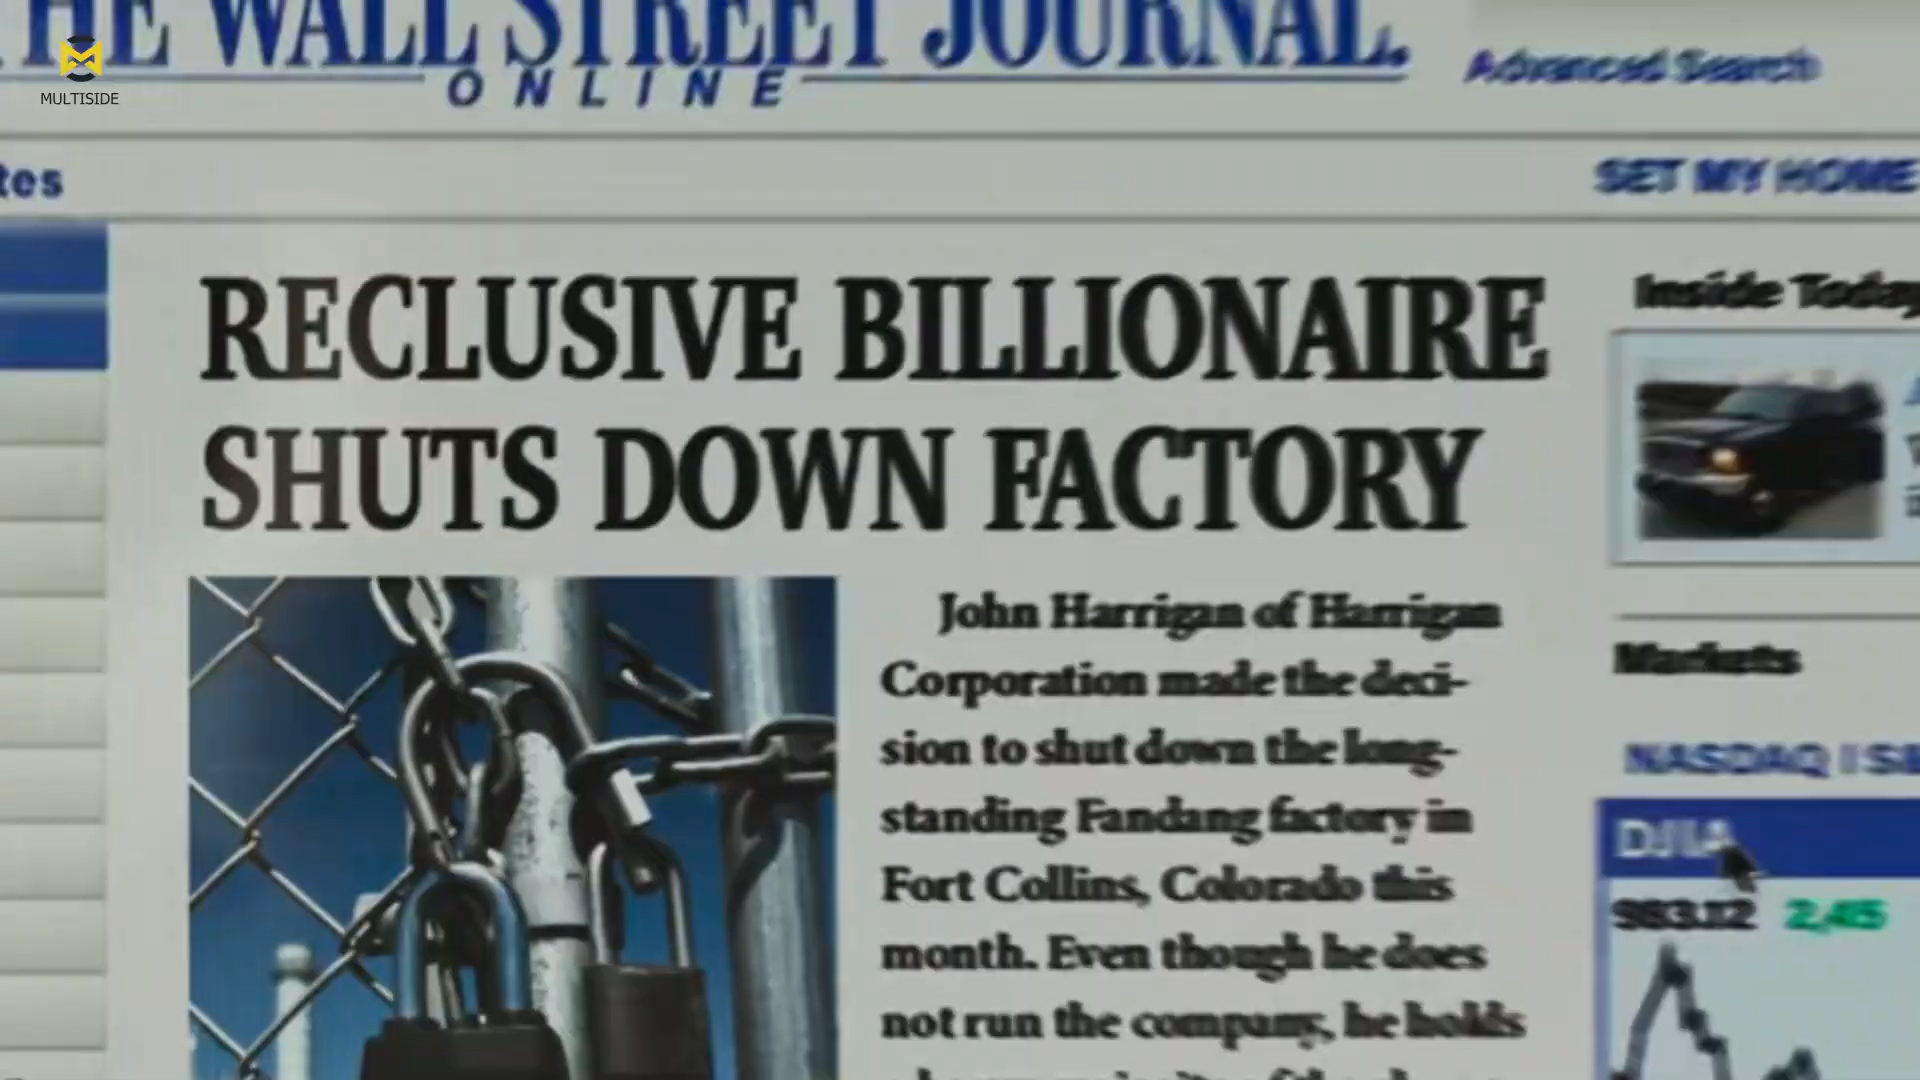 THE WALL STREET JOURNAL.
ONLINE
Advanced Search
MULTISIDE
tes
SET MY HOME
RECLUSIVE BILLIONAIRE
SHUTS DOWN FACTORY
Inside Today
John Harrigan of Harrigan
Corporation made the deci-
sion to shut down the long-
standing Fandang factory in
Fort Collins, Colorado this
month. Even though he does
not run the company, he holds
Markets
NASDAQ
DJIA
2,415